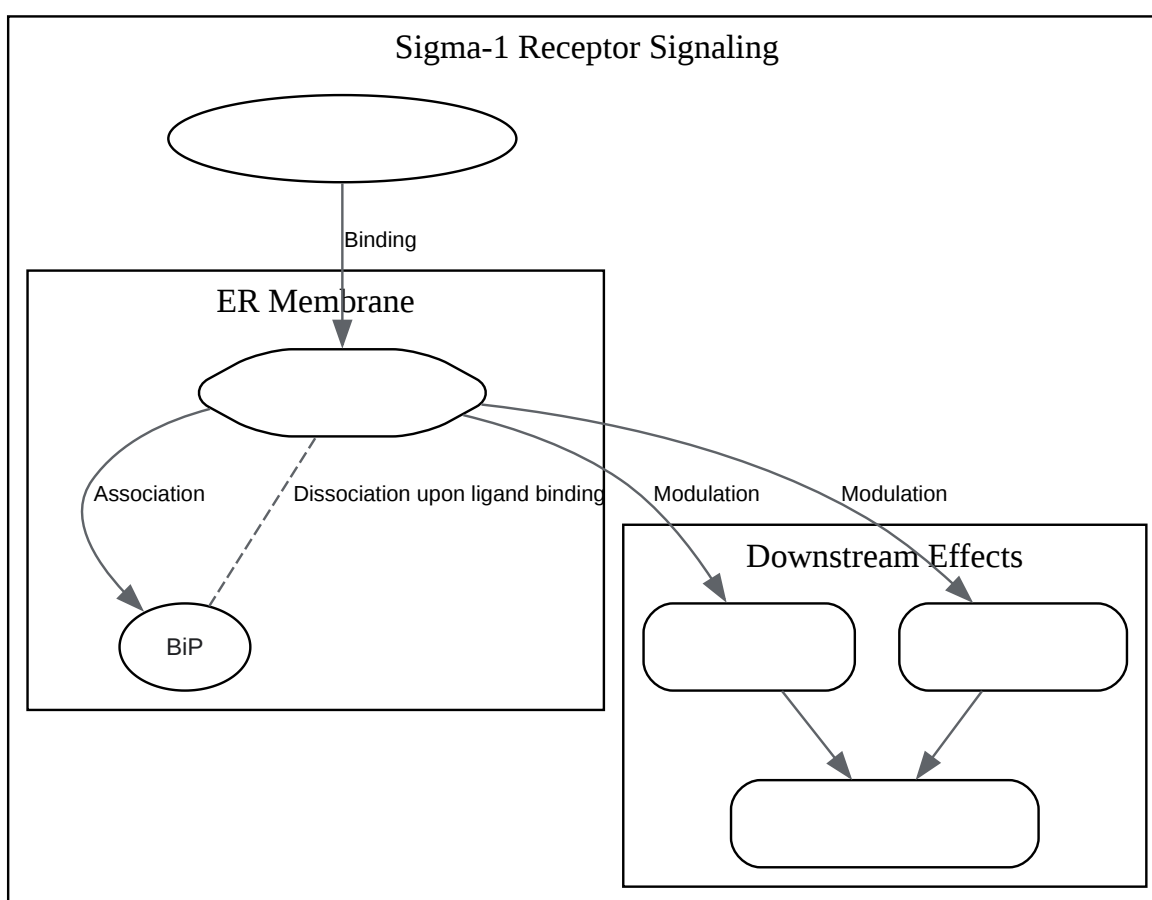 Sigma-1 Receptor Signaling
Binding
ER Membrane
Association
Dissociation upon ligand binding
Modulation
Modulation
Downstream Effects
BiP